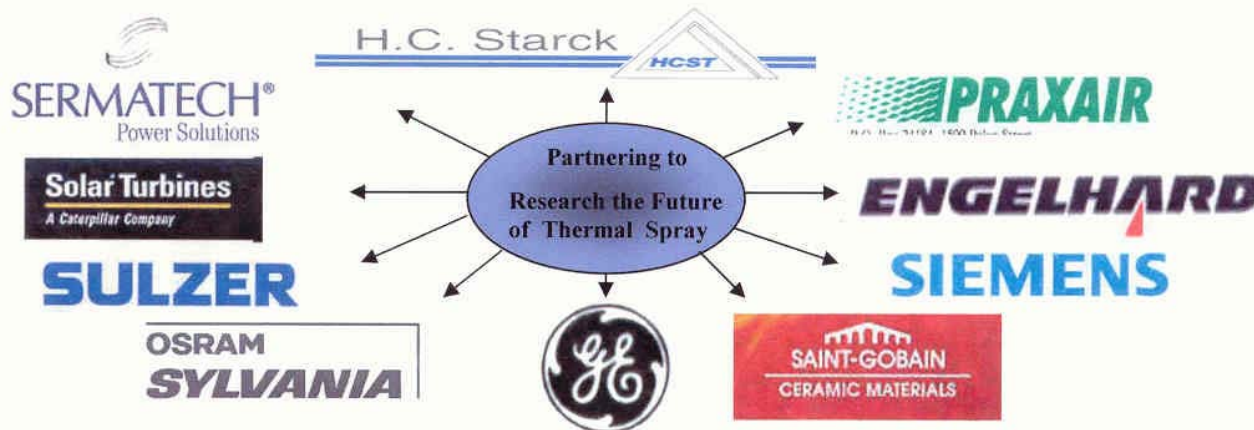 H.C. Starck
HCST
SERMATECH®
Power Solutions
PRAXAIR
Partnering to
Research the Future
of Thermal Spray
Solar Turbines
A Caterpillar Company
ENGELHARD
SULZER
SIEMENS
OSRAM
SYLVANIA
GE
SAINT-GOBAIN
CERAMIC MATERIALS